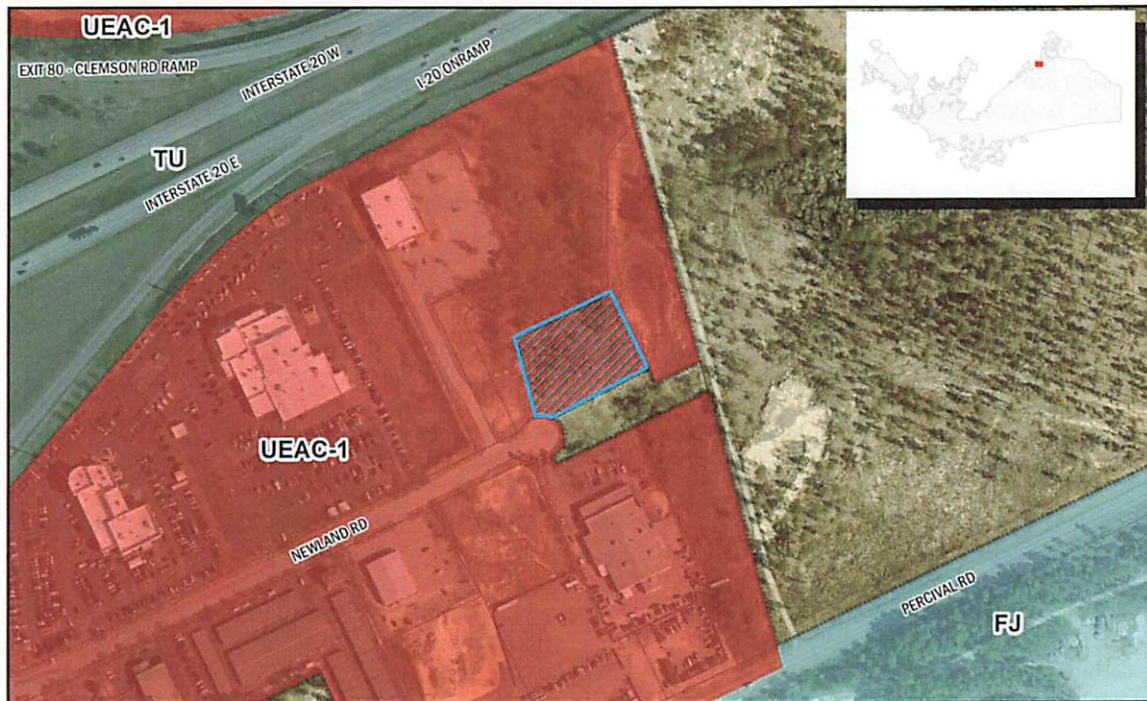 UEAC-1
EXIT 80 - CLEMSON RD RAMP
INTERSTATE 20 W
I-20 ONRAMP
TU
INTERSTATE 20 E
UEAC-1
NEWLAND RD
PERCIVAL RD
FJ